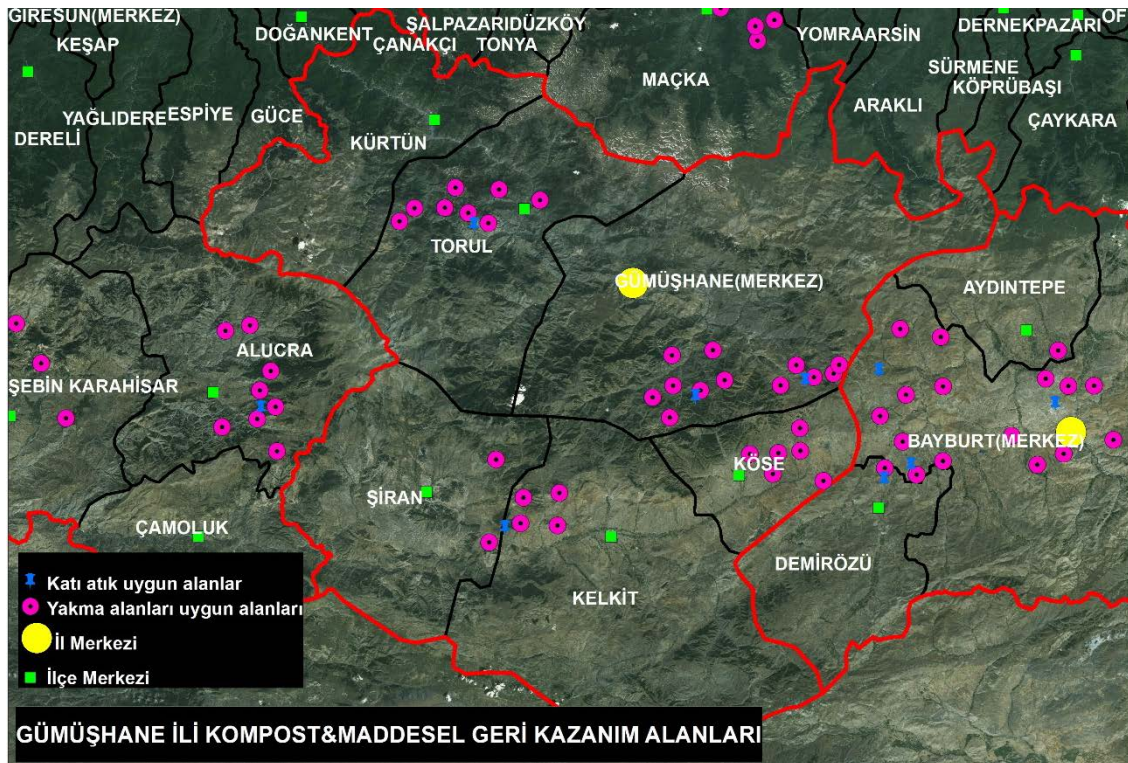 GİRESUN(MERKEZ)
KEŞAP
DOĞANKENT
ŞALPAZARI
DÜZKÖY
ÇANAKÇI
TONYA
YOMRA
ARSİN
DERNEKPAZARI
OF
SÜRMENE
KÖPRÜBAŞI
MAÇKA
ARAKLI
ÇAYKARA
DERELİ
YAĞLIDERE
ESPİYE
GÜCE
KÜRTÜN
TORUL
GÜMÜŞHANE(MERKEZ)
AYDINTEPE
ALUCRA
ŞEBİN KARAHİSAR
BAYBURT(MERKEZ)
KÖSE
ŞİRAN
ÇAMOLUK
DEMİRÖZÜ
KELKİT
Katı atık uygun alanlar
Yakma alanları uygun alanları
İl Merkezi
İlçe Merkezi
GÜMÜŞHANE İLİ KOMPOST&MADDESEL GERİ KAZANIM ALANLARI